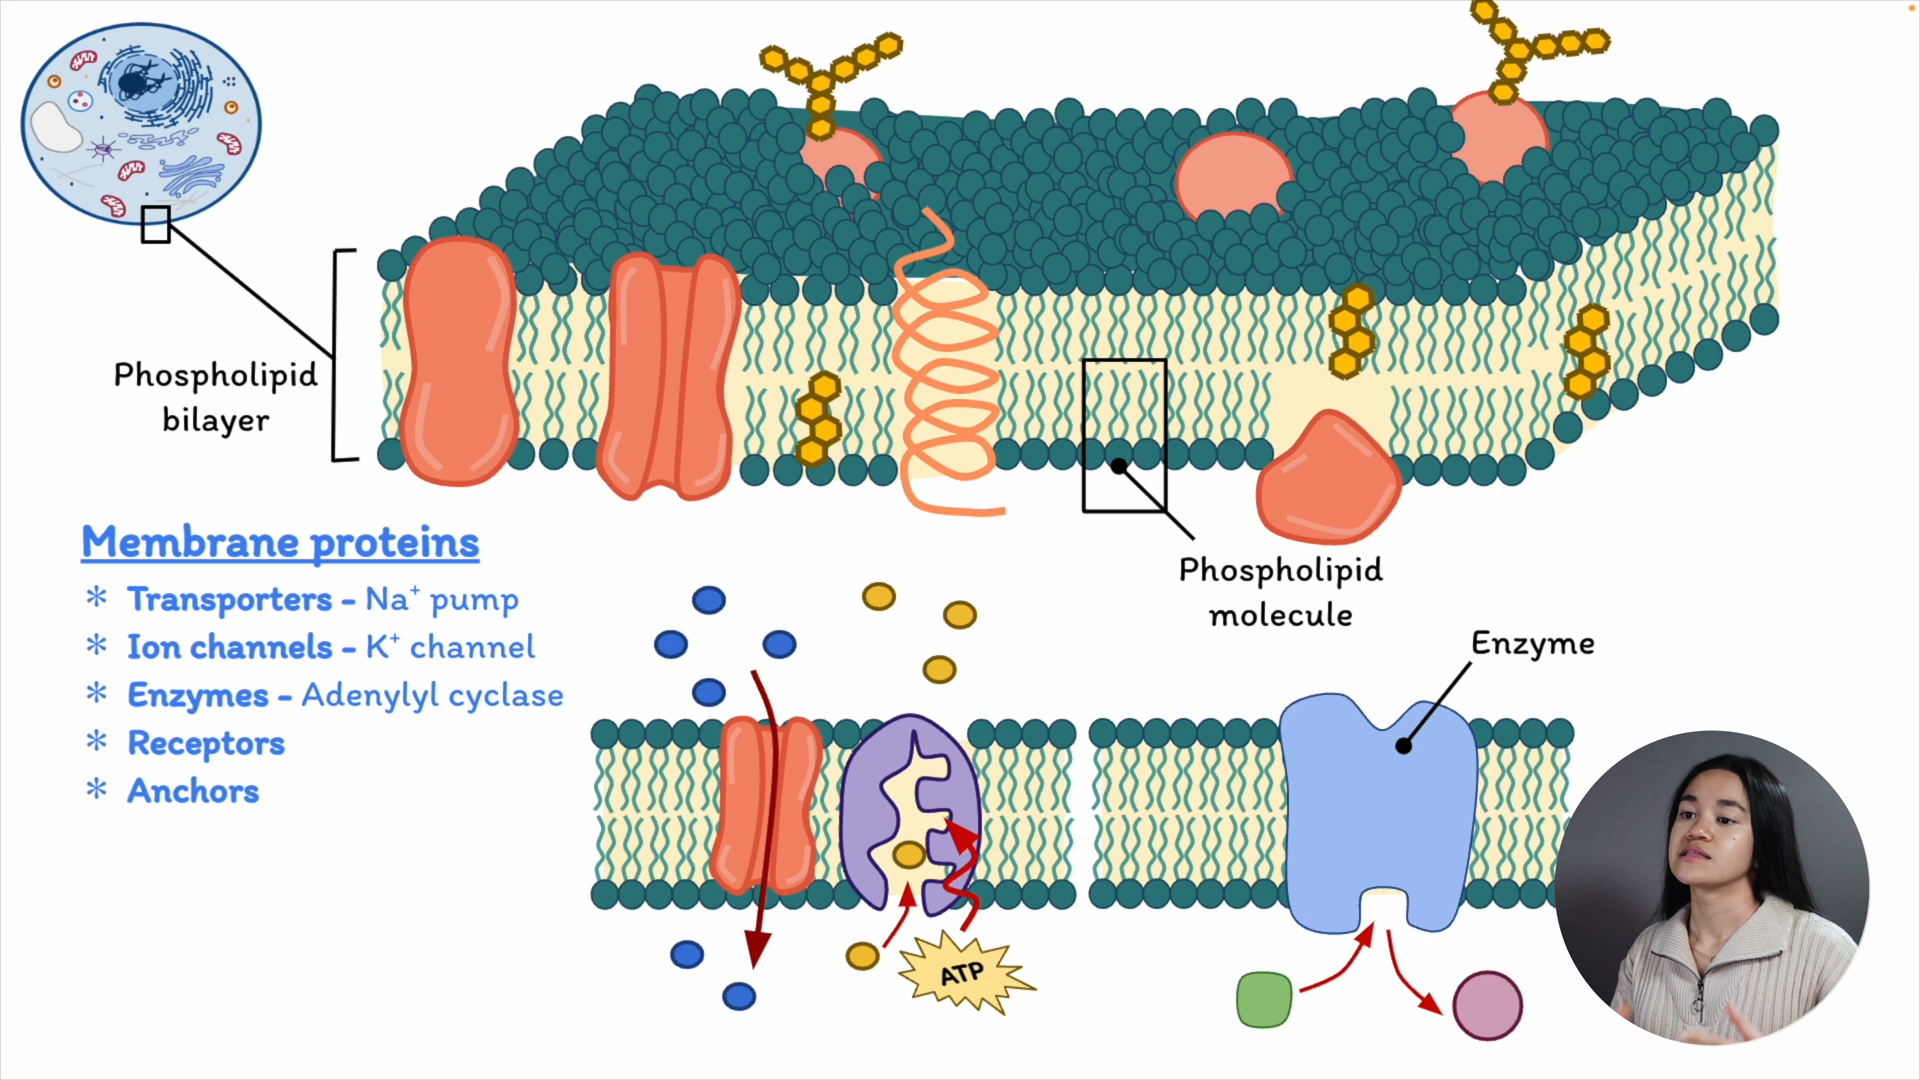 Phospholipid
bilayer
Membrane proteins
* Transporters - Na⁺ pump
* Ion channels - K⁺ channel
* Enzymes - Adenylyl cyclase
* Receptors
* Anchors
Phospholipid
molecule
Enzyme
ATP